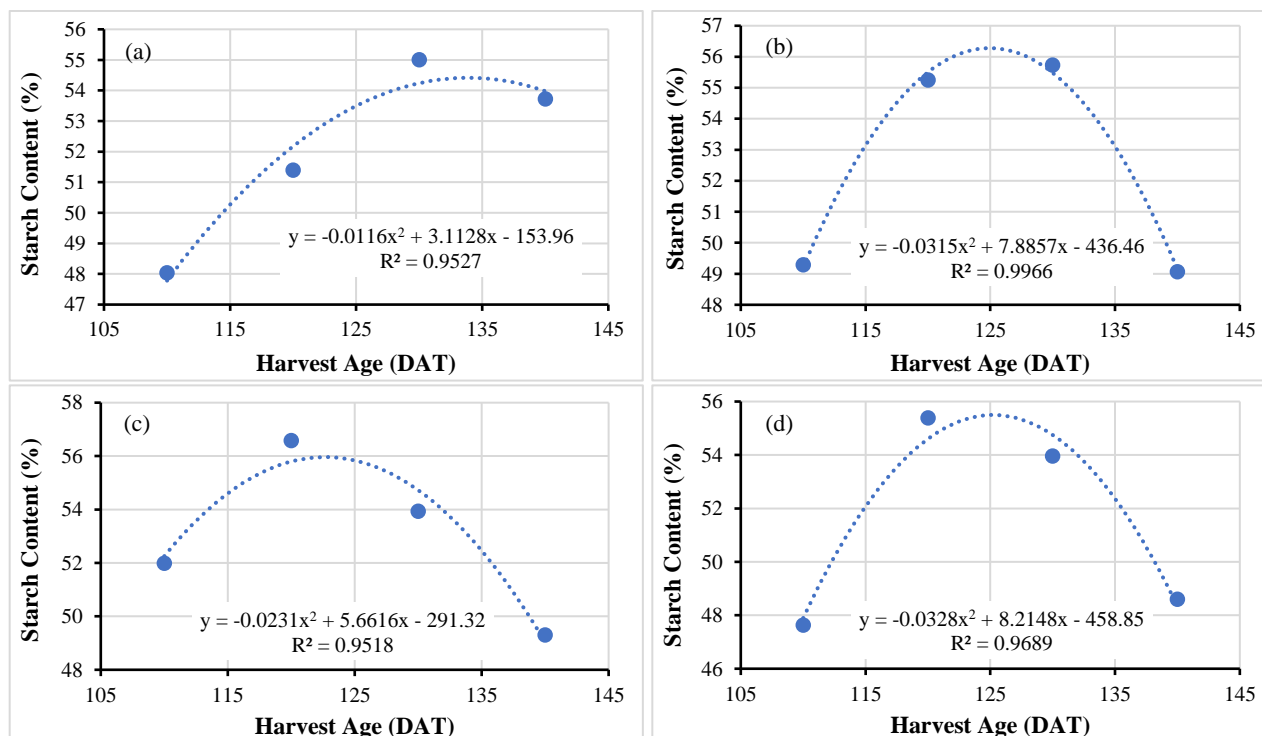 (a)
Starch Content (%)
56
55
54
53
52
51
50
49
48
47
y = -0.0116x² + 3.1128x - 153.96
R² = 0.9527
105 115 125 135 145
Harvest Age (DAT)
(b)
Starch Content (%)
57
56
55
54
53
52
51
50
49
48
y = -0.0315x² + 7.8857x - 436.46
R² = 0.9966
105 115 125 135 145
Harvest Age (DAT)
(c)
Starch Content (%)
58
56
54
52
50
48
y = -0.0231x² + 5.6616x - 291.32
R² = 0.9518
105 115 125 135 145
Harvest Age (DAT)
(d)
Starch Content (%)
56
54
52
50
48
46
y = -0.0328x² + 8.2148x - 458.85
R² = 0.9689
105 115 125 135 145
Harvest Age (DAT)